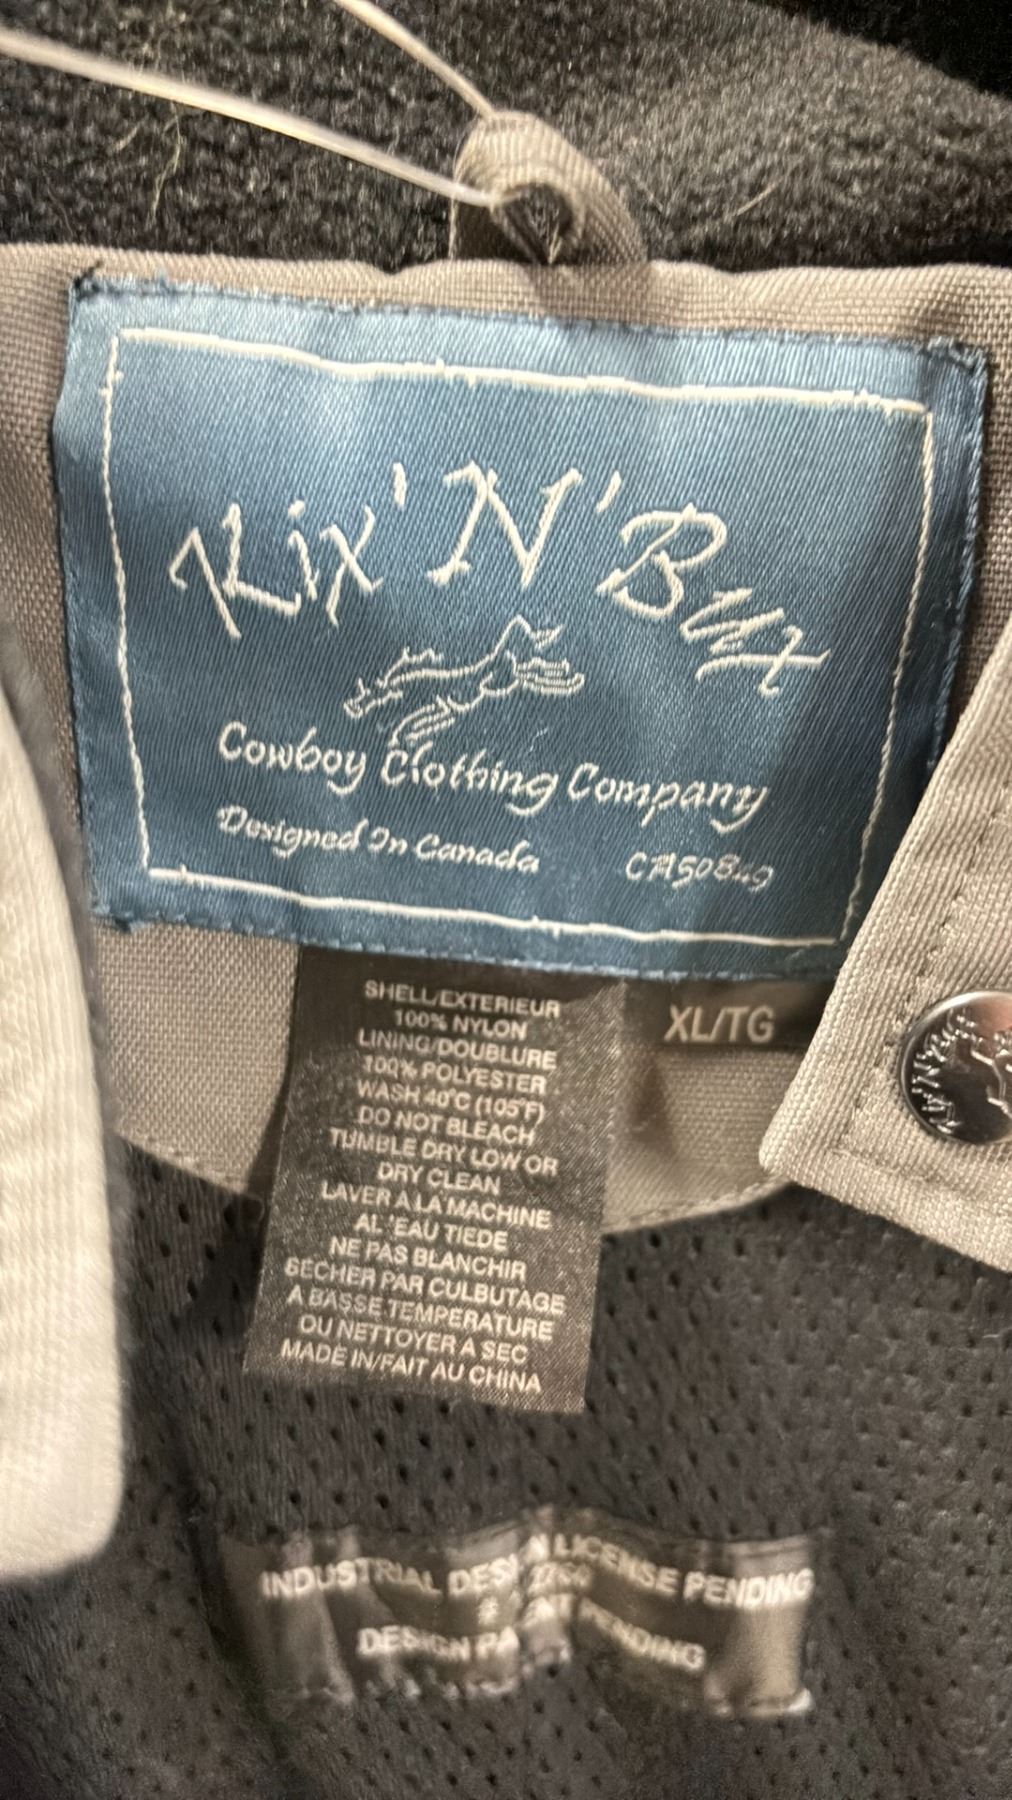 Kix'N'Bux
Cowboy Clothing Company
Designed In Canada CA50849
SHELL/EXTERIEUR
100% NYLON
LINING/DOUBLURE
100% POLYESTER
WASH 40°C (105°F)
DO NOT BLEACH
TUMBLE DRY LOW OR
DRY CLEAN
LAVER A LA MACHINE
A L'EAU TIEDE
NE PAS BLANCHIR
SECHER PAR CULBUTAGE
A BASSE TEMPERATURE
OU NETTOYER A SEC
MADE IN/FAIT AU CHINA
XL/TG
INDUSTRIAL DESIGN LICENSE PENDING
DESIGN PATENT PENDING